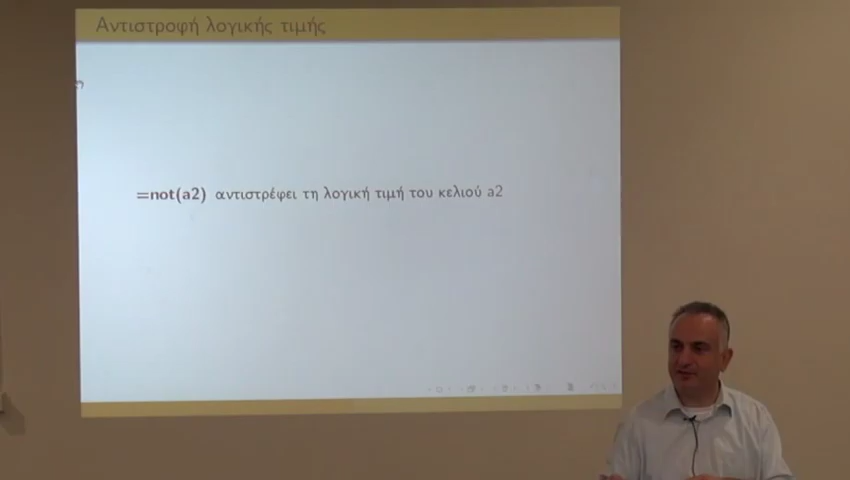 Αντιστροφή λογικής τιμής
=not(a2) αντιστρέφει τη λογική τιμή του κελιού a2